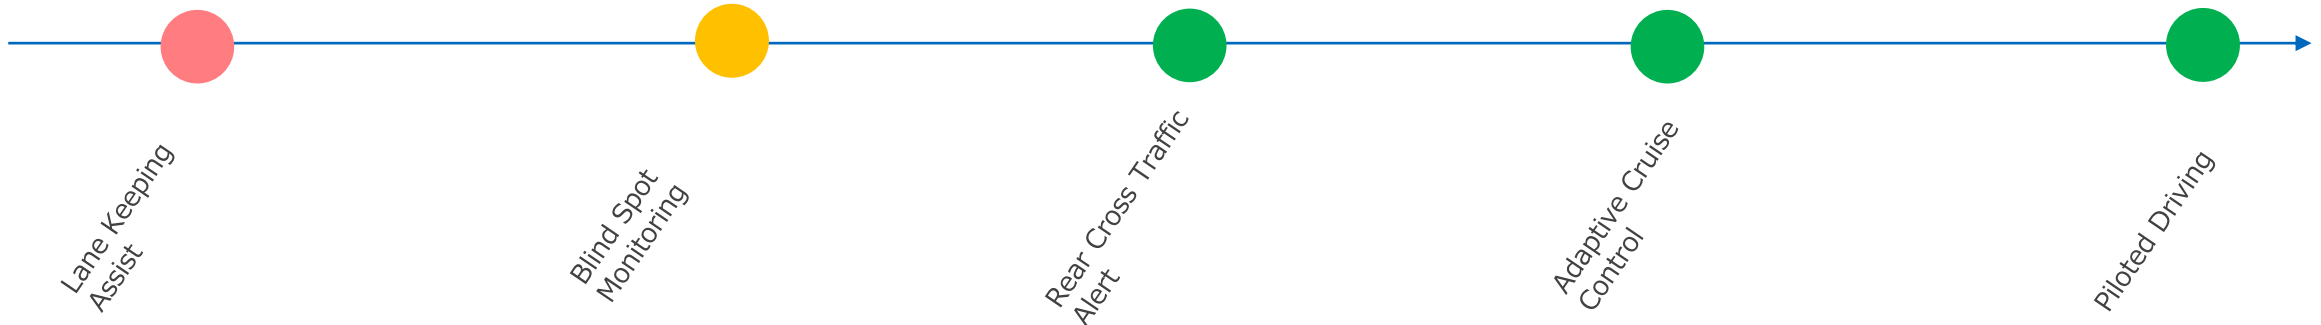 Lane Keeping
Assist
Blind Spot
Monitoring
Rear Cross Traffic
Alert
Adaptive Cruise
Control
Piloted Driving